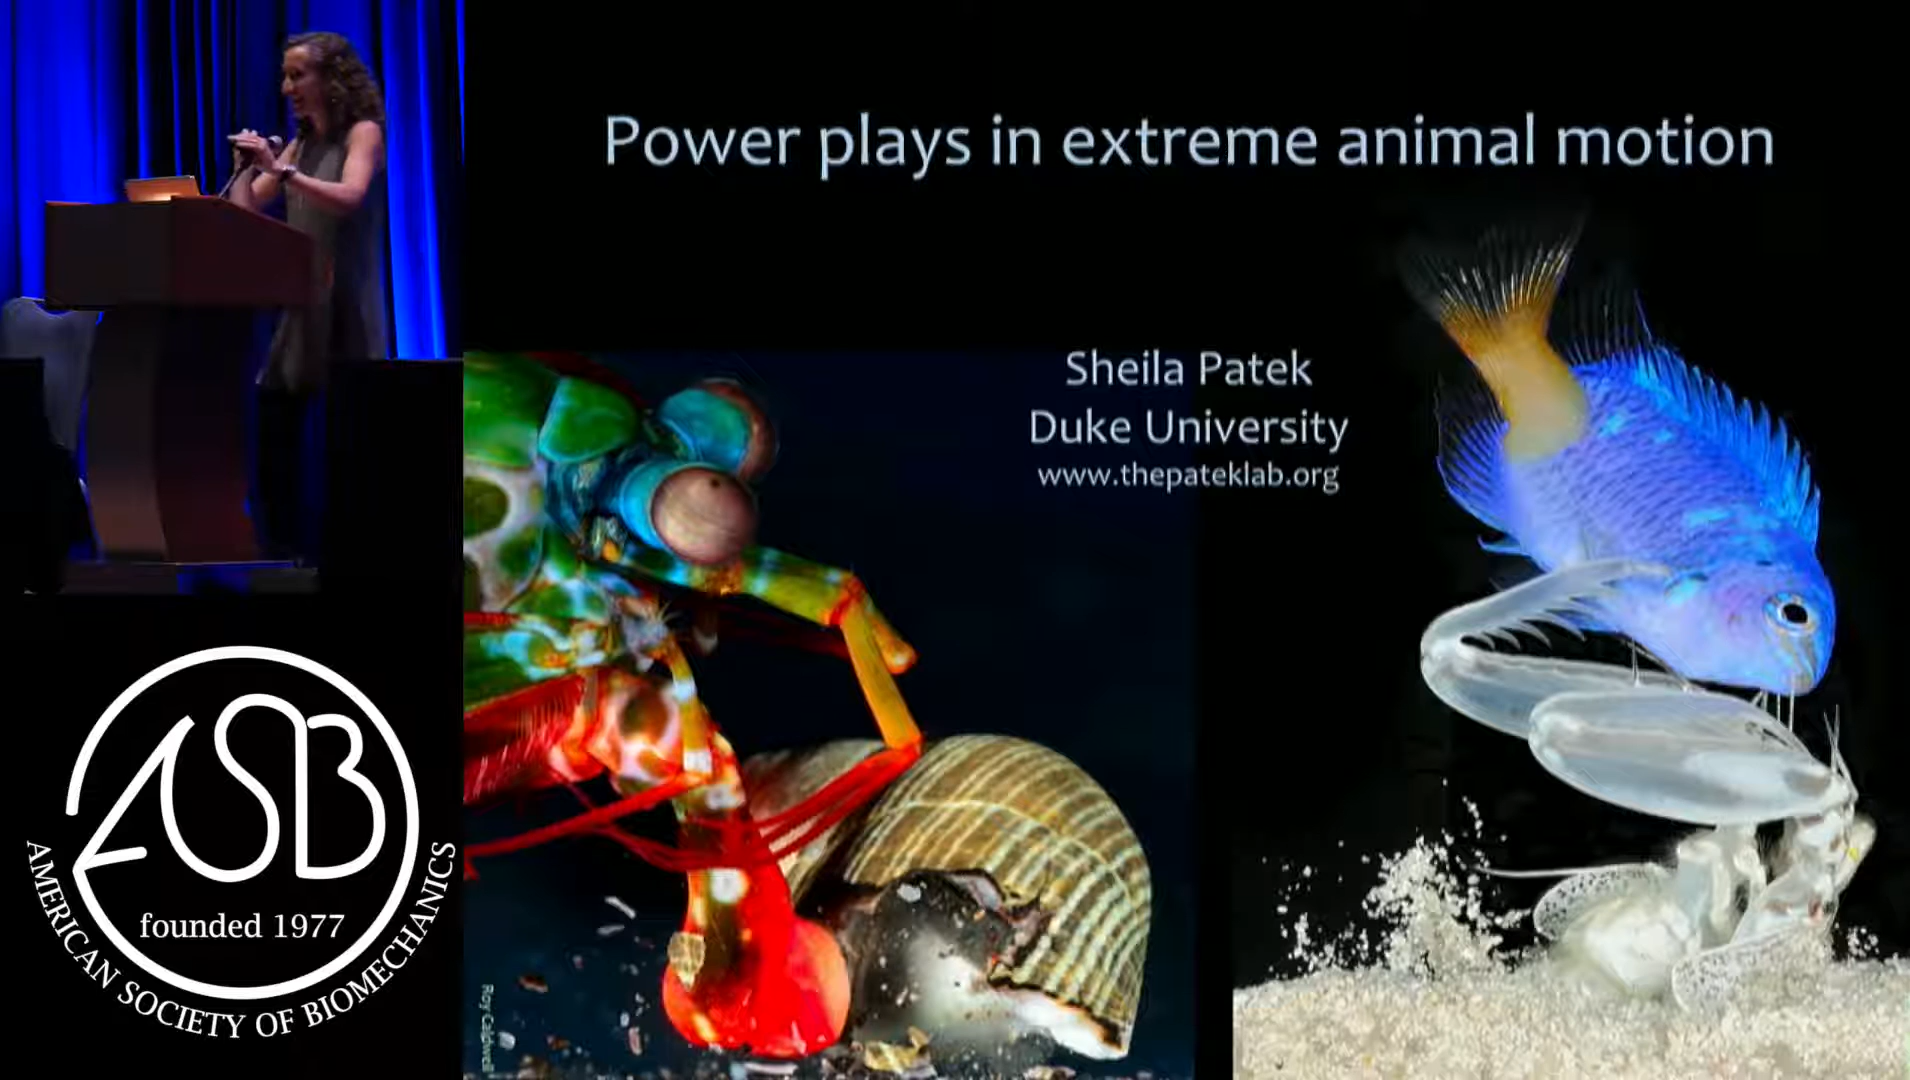 Power plays in extreme animal motion
Sheila Patek
Duke University
www.thepateklab.org
ASB
founded 1977
AMERICAN SOCIETY OF BIOMECHANICS
Roy Caldwell